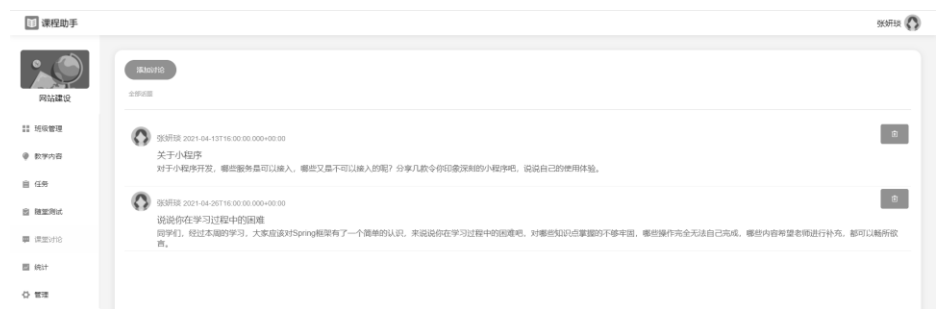 课程助手
张妍琰
网站建设
添加讨论
全部话题
班级管理
教学内容
任务
随堂测试
课堂讨论
统计
管理
张妍琰 2021-04-13T16:00:00.000+00:00
关于小程序
对于小程序开发，哪些服务是可以接入，哪些又是不可以接入的呢？分享几款令你印象深刻的小程序吧，说说自己的使用体验。
张妍琰 2021-04-26T16:00:00.000+00:00
说说你在学习过程中的困难
同学们，经过本周的学习，大家应该对Spring框架有了一个简单的认识，来说说你在学习过程中的困难吧，对哪些知识点掌握的不够牢固，哪些操作完全无法自己完成，哪些内容希望老师进行补充，都可以畅所欲
言。